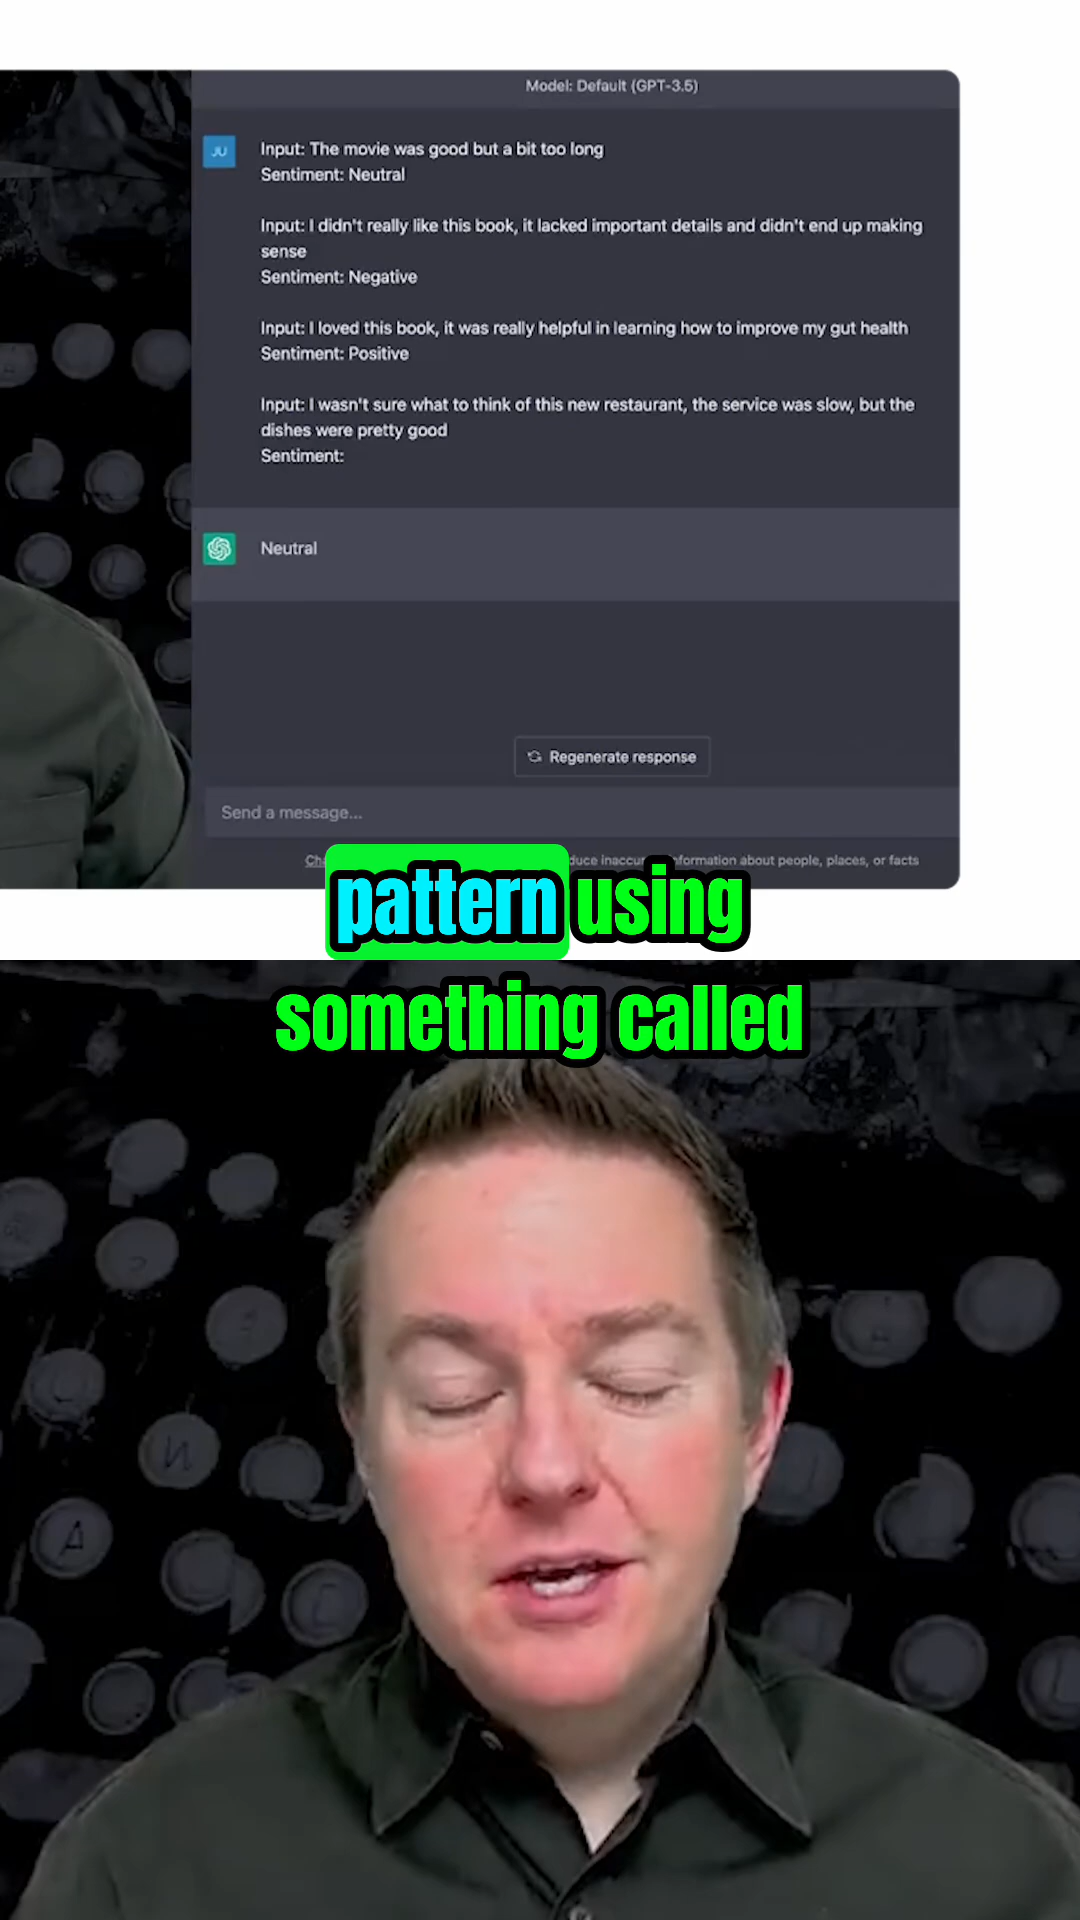 Model: Default (GPT-3.5)
JU
Input: The movie was good but a bit too long
Sentiment: Neutral
Input: I didn't really like this book, it lacked important details and didn't end up making
sense
Sentiment: Negative
Input: I loved this book, it was really helpful in learning how to improve my gut health
Sentiment: Positive
Input: I wasn't sure what to think of this new restaurant, the service was slow, but the
dishes were pretty good
Sentiment:
Neutral
Regenerate response
Send a message...
information about people, places, or facts
pattern using
something called